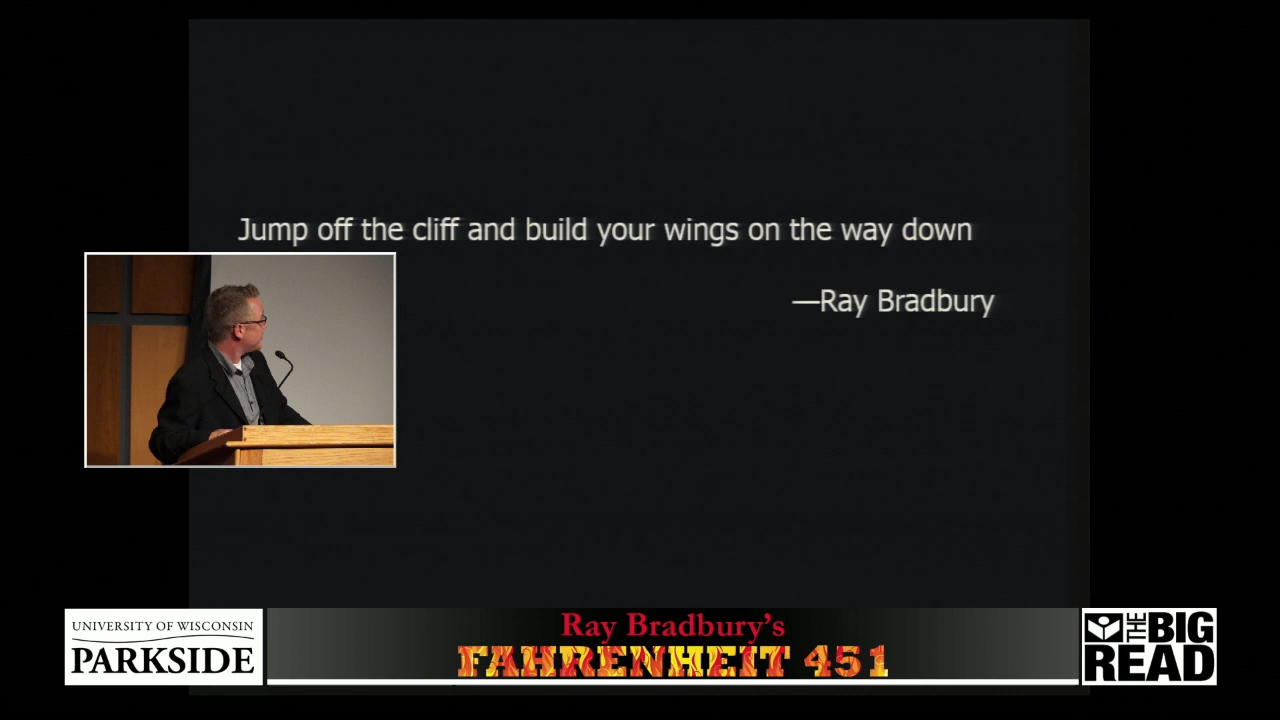 Jump off the cliff and build your wings on the way down
—Ray Bradbury
UNIVERSITY OF WISCONSIN
PARKSIDE
Ray Bradbury's
FAHRENHEIT 451
THE BIG
READ